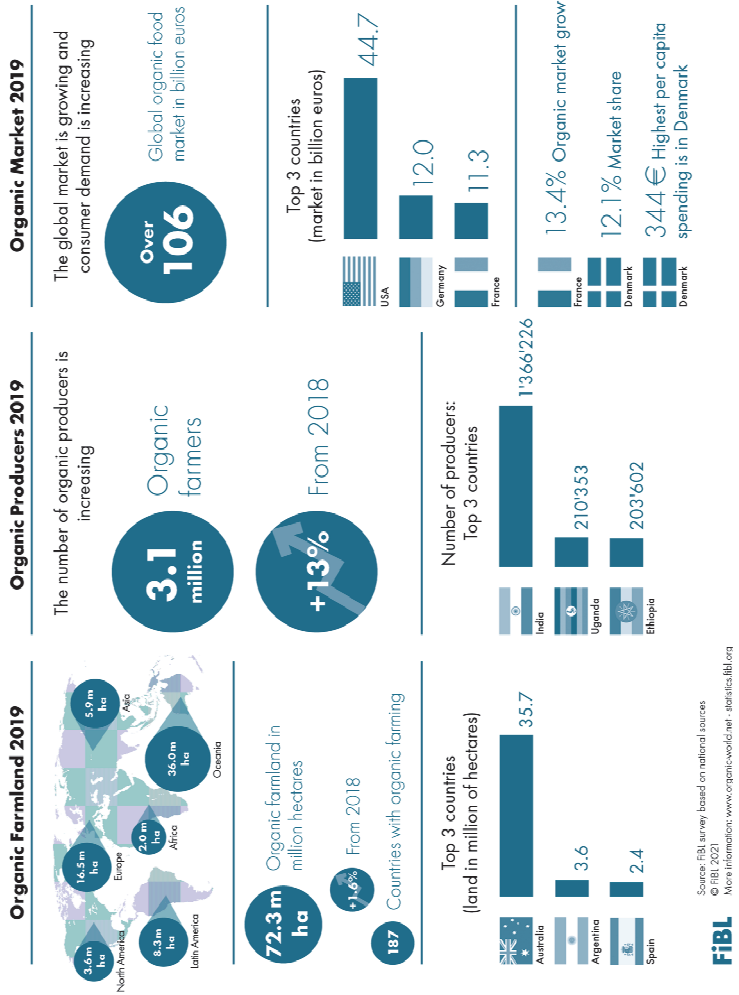 Organic Farmland 2019
3.6 m
ha
North America
16.5 m
ha
Europe
5.9 m
ha
Asia
8.3 m
ha
Latin America
2.0 m
ha
Africa
36.0 m
ha
Oceania
72.3 m
ha
Organic farmland in
million hectares
+1.6%
From 2018
187
Countries with organic farming
Top 3 countries
(land in million of hectares)
Australia
35.7
Argentina
3.6
Spain
2.4
Organic Producers 2019
The number of organic producers is
increasing
3.1
million
Organic
farmers
+13%
From 2018
Number of producers:
Top 3 countries
India
1'366'226
Uganda
210'353
Ethiopia
203'602
Organic Market 2019
The global market is growing and
consumer demand is increasing
Over
106
Global organic food
market in billion euros
Top 3 countries
(market in billion euros)
USA
44.7
Germany
12.0
France
11.3
France
13.4% Organic market grow
Denmark
12.1% Market share
Denmark
344 € Highest per capita
spending is in Denmark
FiBL
Source: FiBL survey based on national sources
© FiBL 2021
More information: www.organic-world.net - statistics.fibl.org